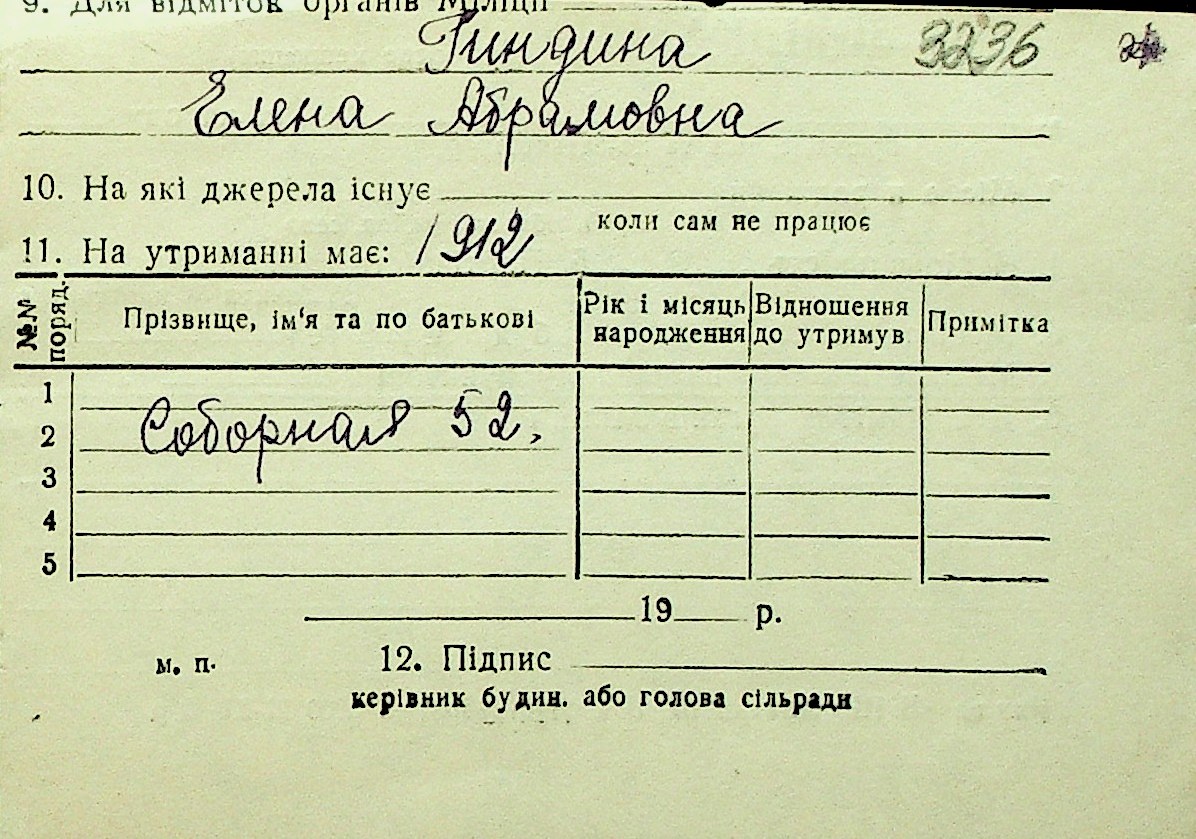 9. Для відміток органів міліції
Гиндина 3236
Елена Абрамовна
10. На які джерела існує
коли сам не працює
11. На утриманні має: 1912
№№ поряд.
Прізвище, ім'я та по батькові
Рік і місяць народження
Відношення до утримув
Примітка
1
Соборная 52,
2
3
4
5
19 р.
м. п. 12. Підпис
керівник будин. або голова сільради